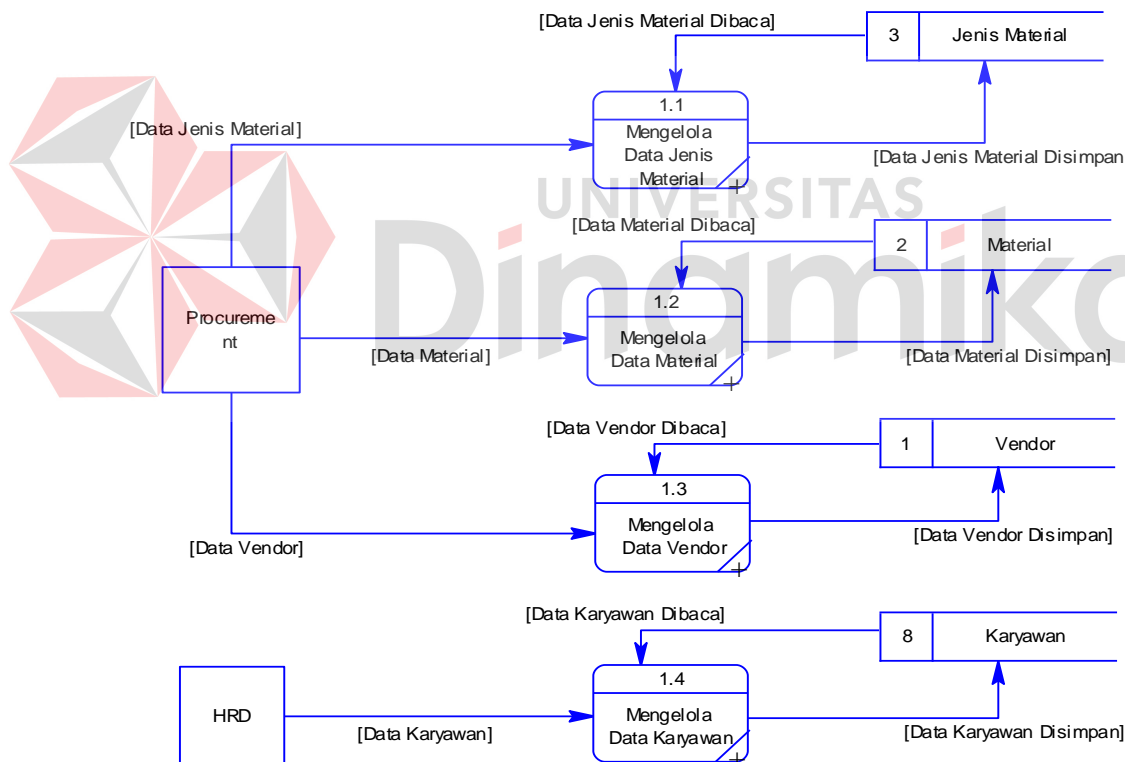 [Data Jenis Material Dibaca]
3
Jenis Material
1.1
Mengelola
Data Jenis
Material
[Data Jenis Material]
[Data Jenis Material Disimpan
UNIVERSITAS
Dinamika
[Data Material Dibaca]
2
Material
1.2
Mengelola
Data Material
Procureme
nt
[Data Material]
[Data Material Disimpan]
[Data Vendor Dibaca]
1
Vendor
1.3
Mengelola
Data Vendor
[Data Vendor]
[Data Vendor Disimpan]
[Data Karyawan Dibaca]
8
Karyawan
1.4
Mengelola
Data Karyawan
HRD
[Data Karyawan]
[Data Karyawan Disimpan]